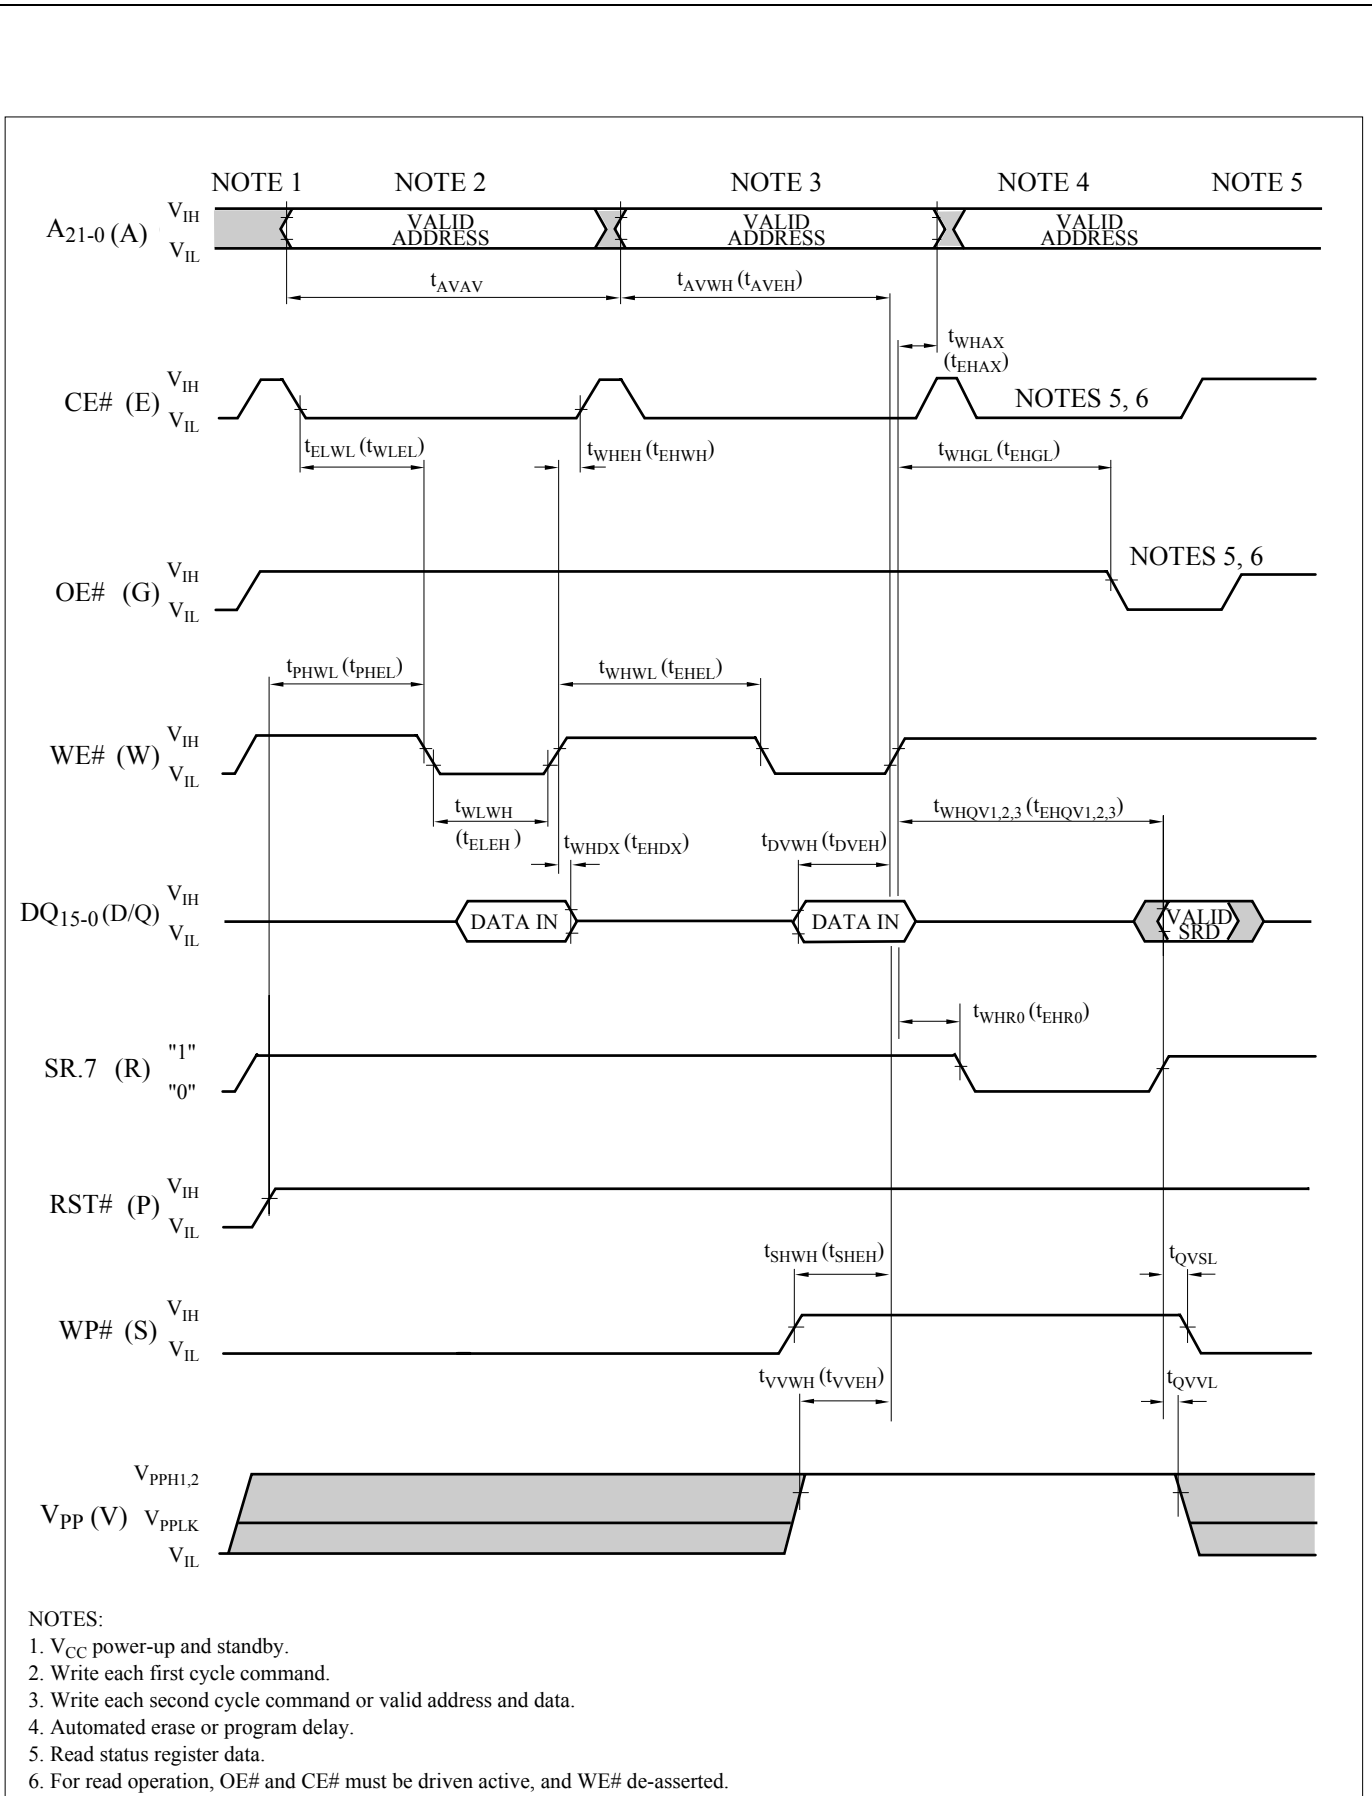 NOTE 1 NOTE 2 NOTE 3 NOTE 4 NOTE 5
A21-0 (A) VIH VIL
VALID ADDRESS VALID ADDRESS VALID ADDRESS
tAVAV tAVWH (tAVEH)
tWHAX
(tEHAX)
CE# (E) VIH VIL
NOTES 5, 6
tELWL (tWLEL) tWHEH (tEHWH) tWHGL (tEHGL)
NOTES 5, 6
OE# (G) VIH VIL
tPHWL (tPHEL) tWHWL (tEHEL)
WE# (W) VIH VIL
tWLWH
(tELEH) tWHDX (tEHDX) tDVWH (tDVEH) tWHQV1,2,3 (tEHQV1,2,3)
DQ15-0 (D/Q) VIH VIL
DATA IN DATA IN VALID SRD
tWHR0 (tEHR0)
SR.7 (R) "1" "0"
RST# (P) VIH VIL
tSHWH (tSHEH) tQVSL
WP# (S) VIH VIL
tVVWH (tVVEH) tQVVL
VPP (V) VPPH1,2 VPPLK VIL
NOTES:
1. VCC power-up and standby.
2. Write each first cycle command.
3. Write each second cycle command or valid address and data.
4. Automated erase or program delay.
5. Read status register data.
6. For read operation, OE# and CE# must be driven active, and WE# de-asserted.